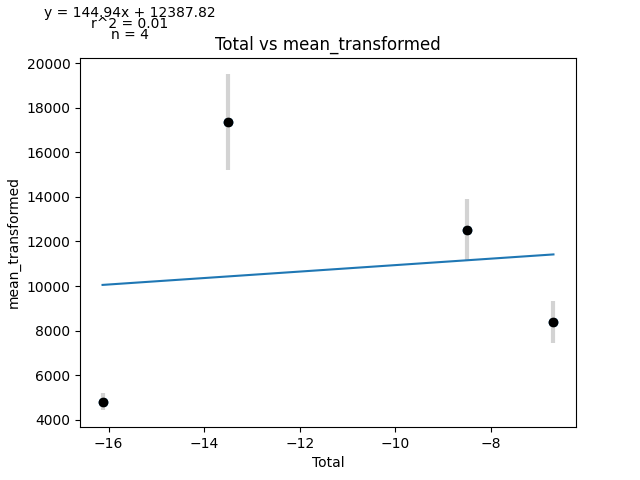 y = 144.94x + 12387.82
r^2 = 0.01
n = 4
Total vs mean_transformed
20000
18000
16000
14000
12000
10000
8000
6000
4000
mean_transformed
−16
−14
−12
−10
−8
Total